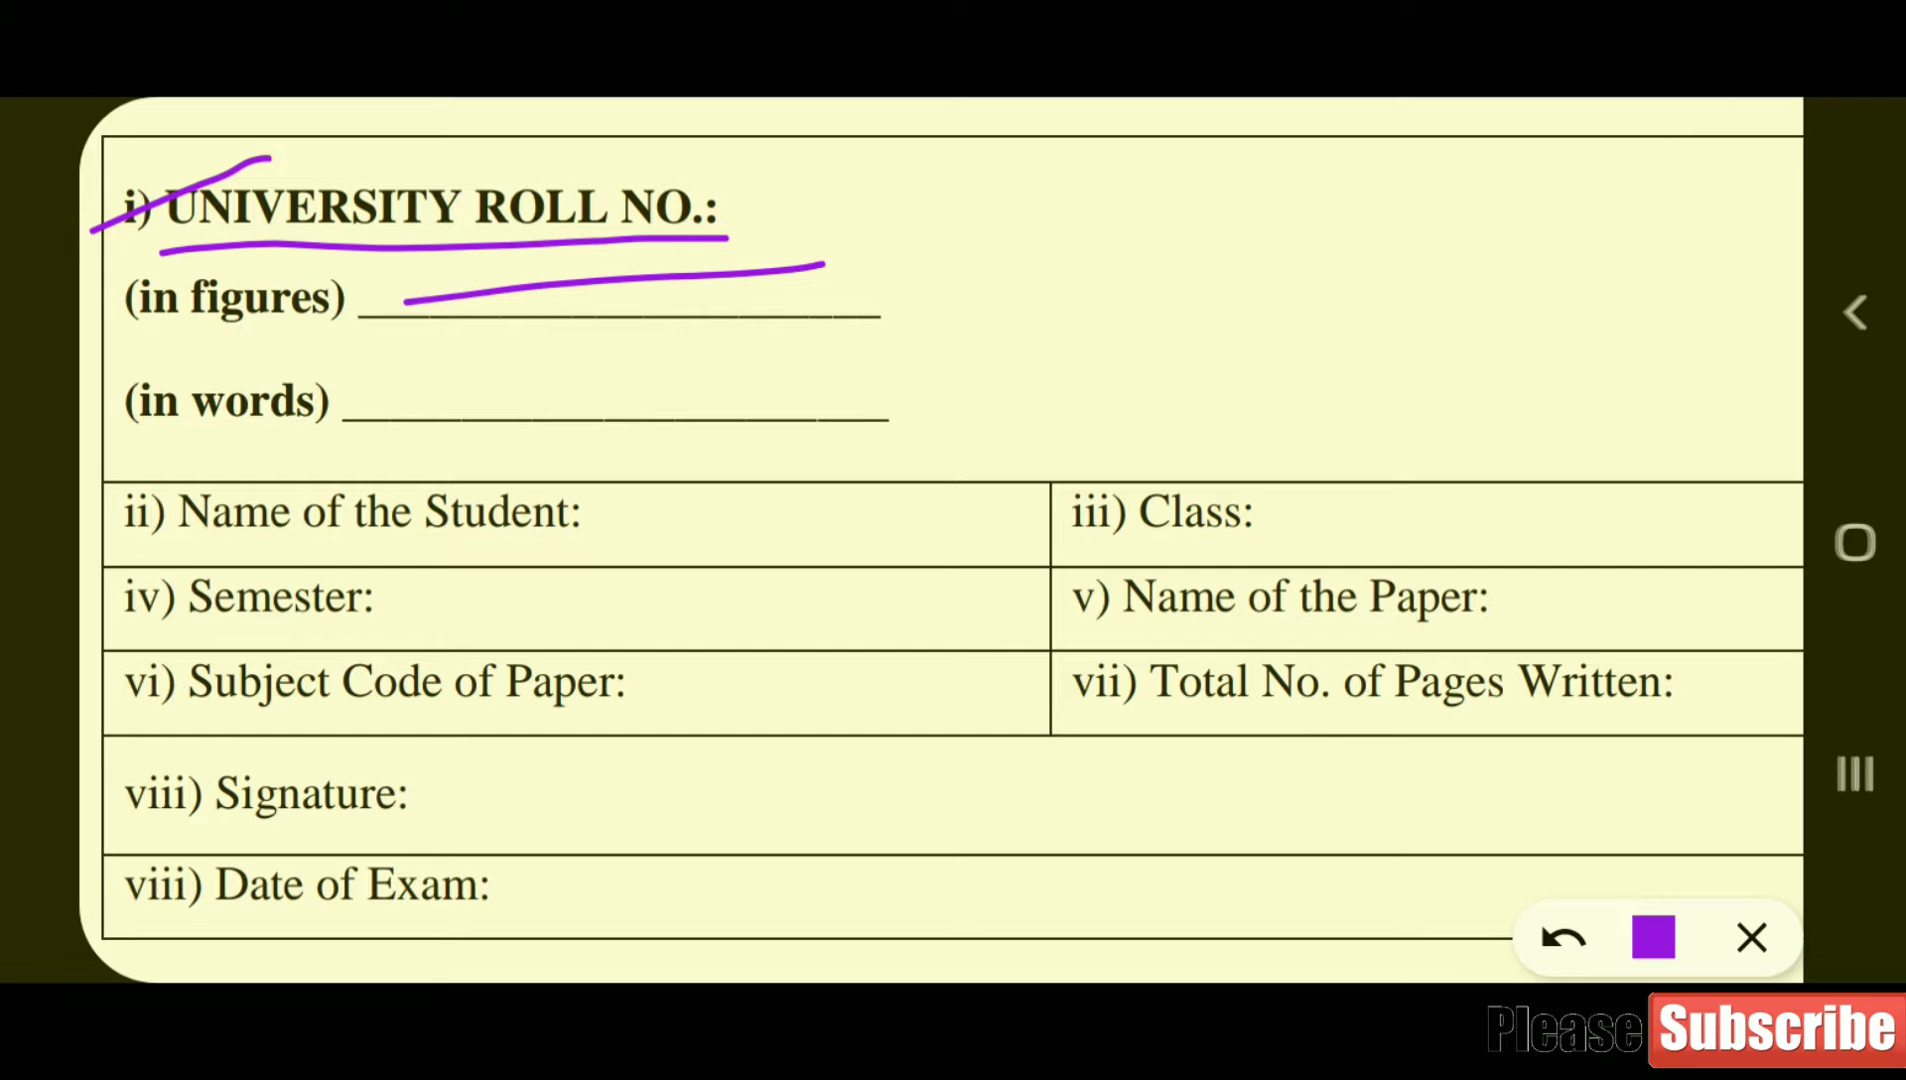 i) UNIVERSITY ROLL NO.:
(in figures) ______________________
(in words) _______________________
ii) Name of the Student:
iii) Class:
iv) Semester:
v) Name of the Paper:
vi) Subject Code of Paper:
vii) Total No. of Pages Written:
viii) Signature:
viii) Date of Exam:
Please Subscribe